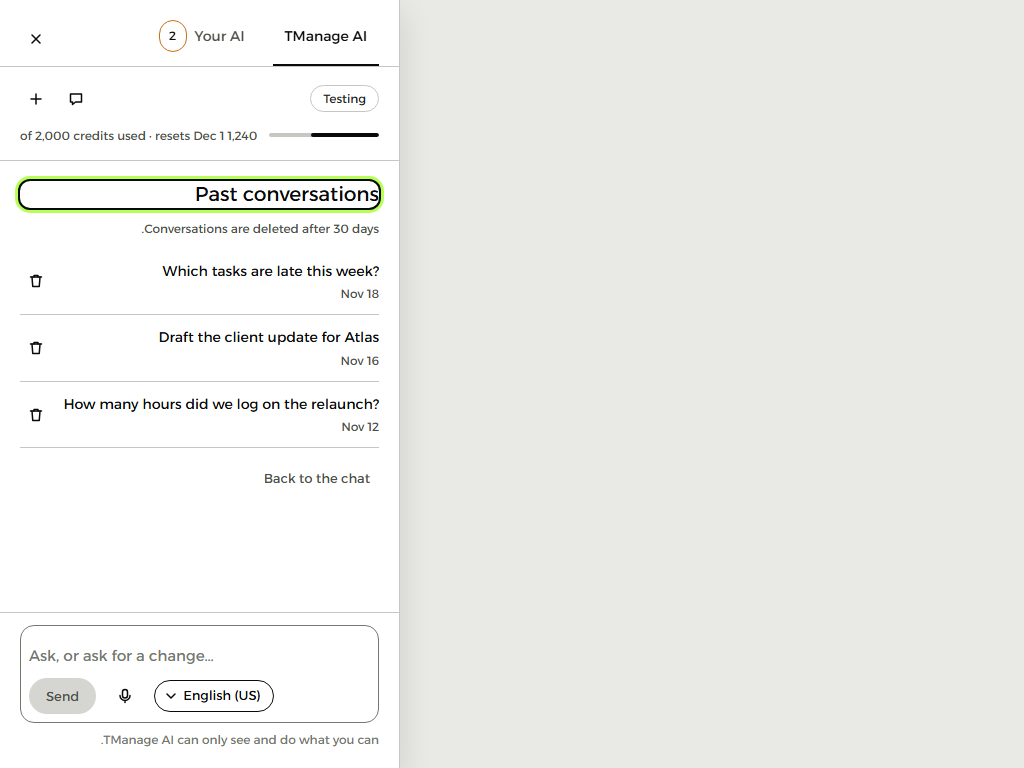 2 Your AI
TManage AI
Testing
of 2,000 credits used · resets Dec 1 1,240
Past conversations
.Conversations are deleted after 30 days
Which tasks are late this week?
Nov 18
Draft the client update for Atlas
Nov 16
How many hours did we log on the relaunch?
Nov 12
Back to the chat
Ask, or ask for a change…
Send
English (US)
.TManage AI can only see and do what you can